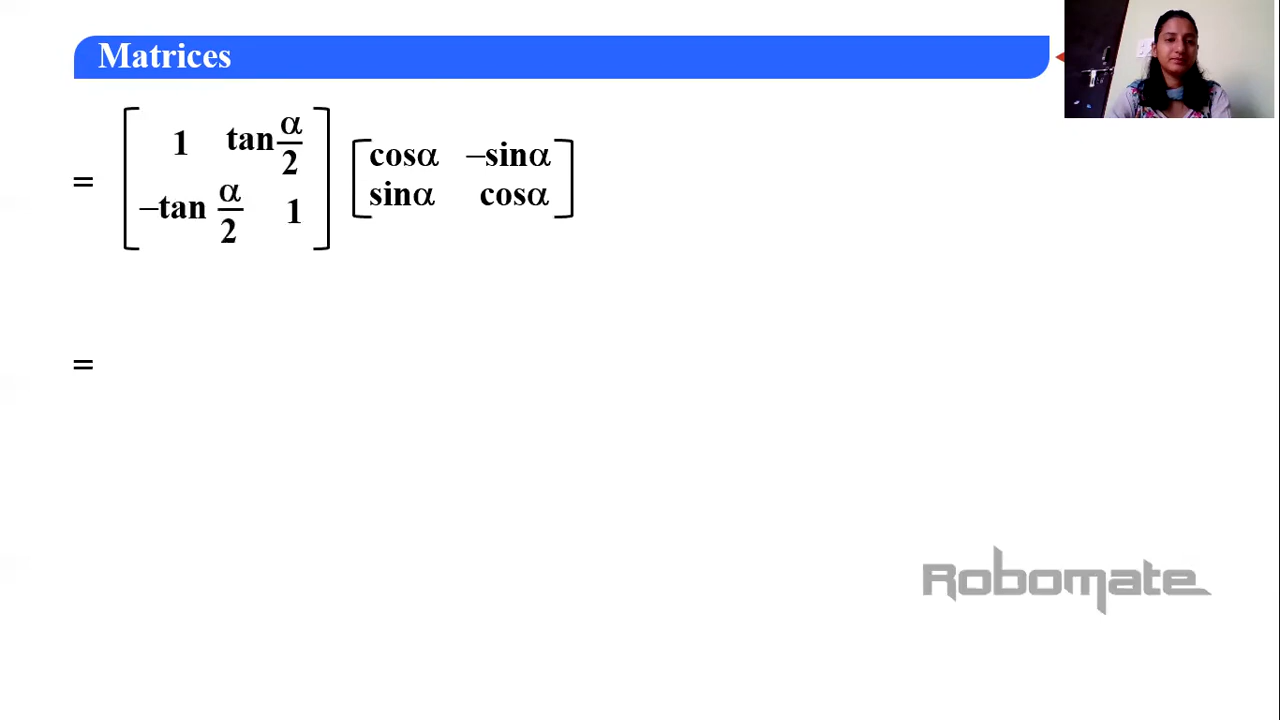 Matrices
= [ 1 tan α/2 ] [ cosα –sinα ]
[ –tan α/2 1 ] [ sinα cosα ]
=
Robomate